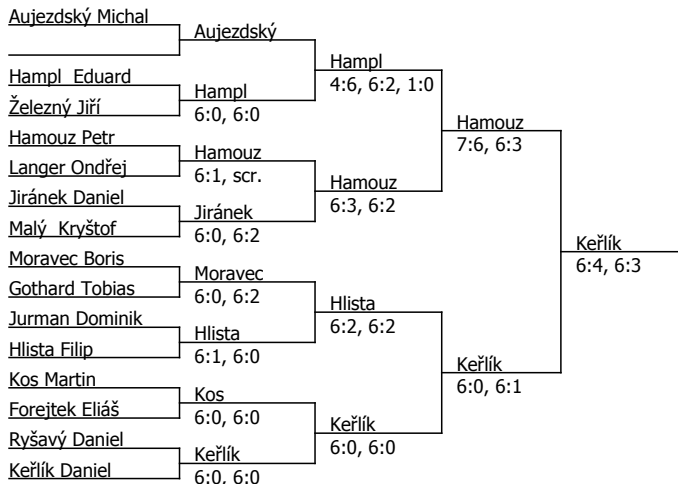 Aujezdský Michal
Aujezdský
Hampl
4:6, 6:2, 1:0
Hampl  Eduard
Hampl
6:0, 6:0
Železný Jiří
Hamouz
7:6, 6:3
Hamouz Petr
Hamouz
6:1, scr.
Langer Ondřej
Hamouz
6:3, 6:2
Jiránek Daniel
Jiránek
6:0, 6:2
Malý  Kryštof
Keřlík
6:4, 6:3
Moravec Boris
Moravec
6:0, 6:2
Gothard Tobias
Hlista
6:2, 6:2
Jurman Dominik
Hlista
6:1, 6:0
Hlista Filip
Keřlík
6:0, 6:1
Kos Martin
Kos
6:0, 6:0
Forejtek Eliáš
Keřlík
6:0, 6:0
Ryšavý Daniel
Keřlík
6:0, 6:0
Keřlík Daniel